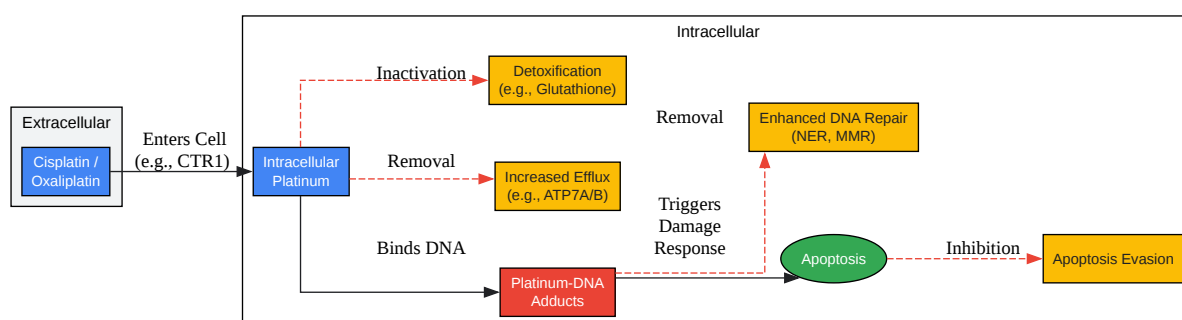 Intracellular
Extracellular
Cisplatin /
Oxaliplatin
Enters Cell
(e.g., CTR1)
Intracellular
Platinum
Inactivation
Detoxification
(e.g., Glutathione)
Removal
Increased Efflux
(e.g., ATP7A/B)
Binds DNA
Platinum-DNA
Adducts
Removal
Enhanced DNA Repair
(NER, MMR)
Triggers
Damage
Response
Apoptosis
Inhibition
Apoptosis Evasion